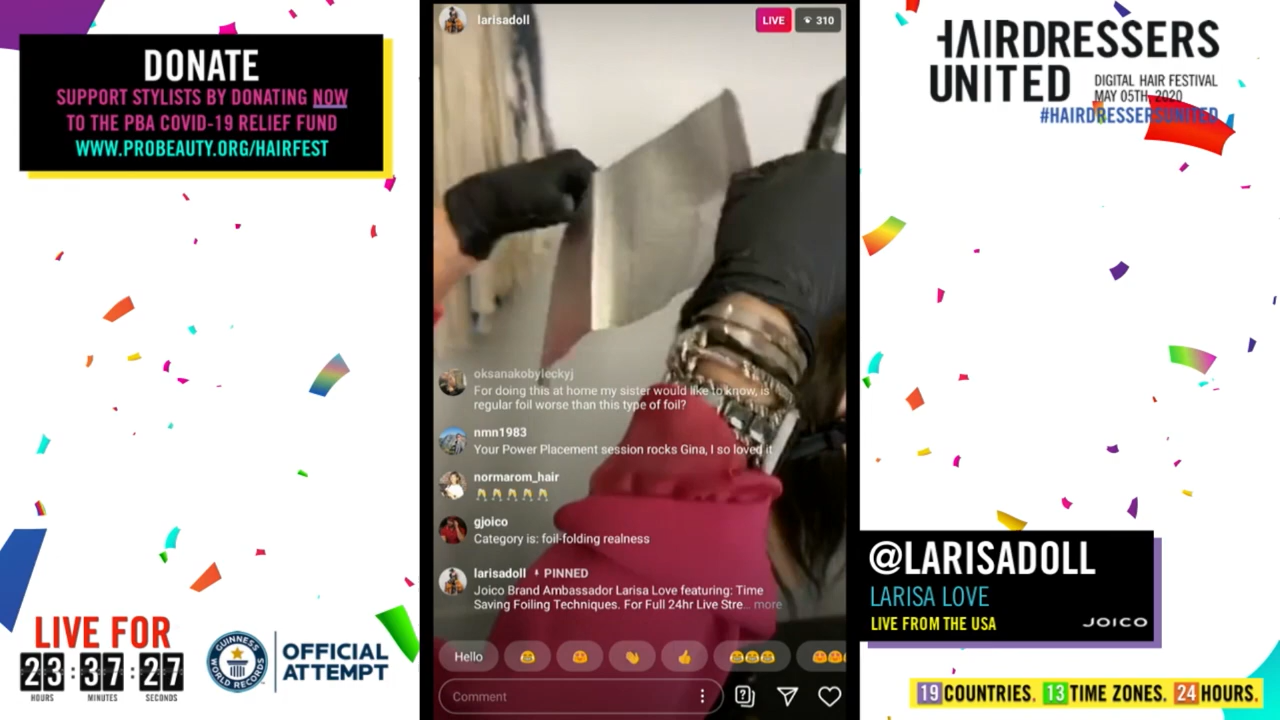 DONATE
SUPPORT STYLISTS BY DONATING NOW
TO THE PBA COVID-19 RELIEF FUND
WWW.PROBEAUTY.ORG/HAIRFEST
LIVE FOR
23:37:27
HOURS MINUTES SECONDS
GUINNESS
WORLD RECORDS
OFFICIAL
ATTEMPT
larisadoll
LIVE
310
oksanakobyleckyj
For doing this at home my sister would like to know, is
regular foil worse than this type of foil?
nmn1983
Your Power Placement session rocks Gina, I so loved it
normarom_hair
gjoico
Category is: foil-folding realness
larisadoll PINNED
Joico Brand Ambassador Larisa Love featuring: Time
Saving Foiling Techniques. For Full 24hr Live Stre... more
Hello
Comment
HAIRDRESSERS
UNITED
DIGITAL HAIR FESTIVAL
MAY 05TH, 2020
#HAIRDRESSERSUNITED
@LARISADOLL
LARISA LOVE
LIVE FROM THE USA
JOICO
19 COUNTRIES. 13 TIME ZONES. 24 HOURS.